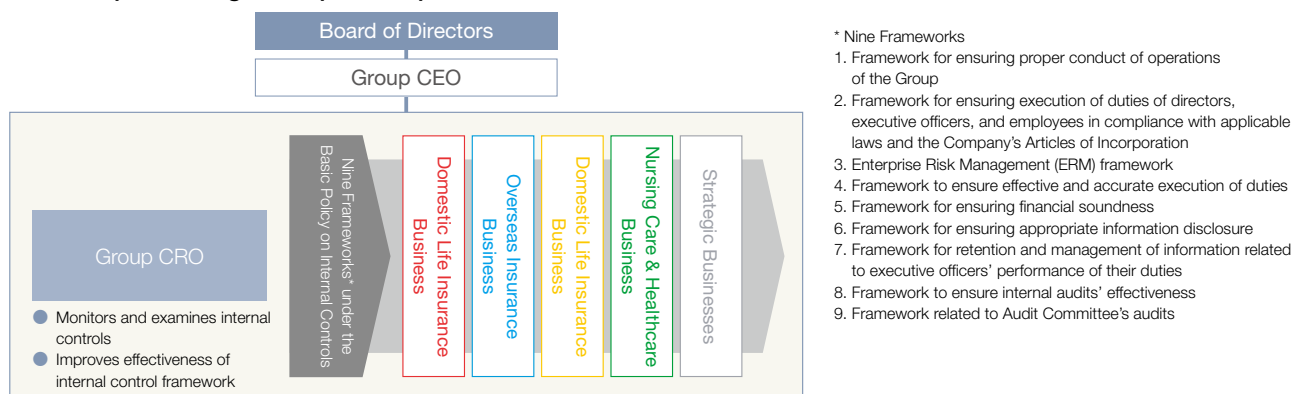 Board of Directors
Group CEO
Group CRO
● Monitors and examines internal
controls
● Improves effectiveness of
internal control framework
Nine Frameworks* under the
Basic Policy on Internal Controls
Domestic Life Insurance
Business
Overseas Insurance
Business
Domestic Life Insurance
Business
Nursing Care & Healthcare
Business
Strategic Businesses
* Nine Frameworks
1. Framework for ensuring proper conduct of operations
of the Group
2. Framework for ensuring execution of duties of directors,
executive officers, and employees in compliance with applicable
laws and the Company's Articles of Incorporation
3. Enterprise Risk Management (ERM) framework
4. Framework to ensure effective and accurate execution of duties
5. Framework for ensuring financial soundness
6. Framework for ensuring appropriate information disclosure
7. Framework for retention and management of information related
to executive officers' performance of their duties
8. Framework to ensure internal audits' effectiveness
9. Framework related to Audit Committee's audits